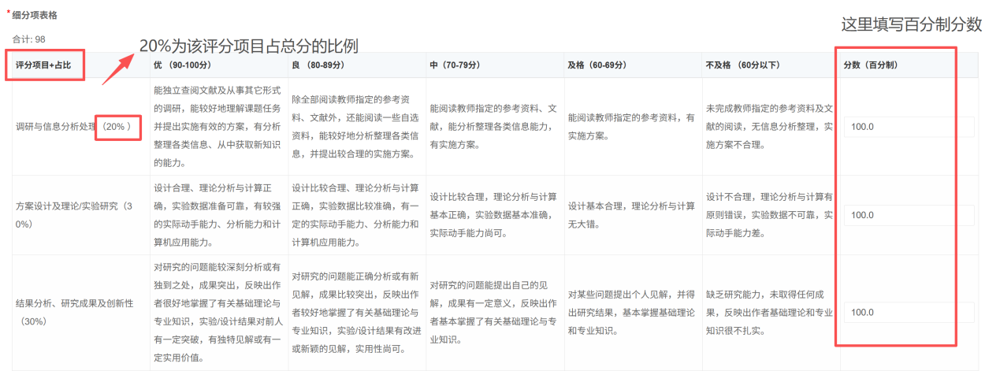 *细分项表格
这里填写百分制分数
合计: 98
20%为该评分项目占总分的比例
评分项目+占比
优 （90-100分）
良 （80-89分）
中（70-79分）
及格（60-69分）
不及格 （60分以下）
分数（百分制）
调研与信息分析处理（20% ）
能独立查阅文献及从事其它形式
的调研，能较好地理解课题任务
并提出实施有效的方案，有分析
整理各类信息、从中获取新知识
的能力。
除全部阅读教师指定的参考资
料、文献外，还能阅读一些自选
资料，能较好地分析整理各类信
息，并提出较合理的实施方案。
能阅读教师指定的参考资料、文
献，能分析整理各类信息能力，
有实施方案。
能阅读教师指定的参考资料，有
实施方案。
未完成教师指定的参考资料及文
献的阅读，无信息分析整理，实
施方案不合理。
100.0
方案设计及理论/实验研究（3
0%）
设计合理、理论分析与计算正
确，实验数据准备可靠，有较强
的实际动手能力、分析能力和计
算机应用能力。
设计比较合理、理论分析与计算
正确，实验数据比较准确，有一
定的实际动手能力、分析能力和
计算机应用能力。
设计比较合理，理论分析与计算
基本正确，实验数据基本准确，
实际动手能力尚可。
设计基本合理，理论分析与计算
无大错。
设计不合理，理论分析与计算有
原则错误，实验数据不可靠，实
际动手能力差。
100.0
结果分析、研究成果及创新性
（30%）
对研究的问题能较深刻分析或有
独到之处，成果突出，反映出作
者很好地掌握了有关基础理论与
专业知识，实验/设计结果对前人
有一定突破，有独特见解或有一
定实用价值。
对研究的问题能正确分析或有新
见解，成果比较突出，反映出作
者较好地掌握了有关基础理论与
专业知识，实验/设计结果有改进
或新颖的见解，实用性尚可。
对研究的问题能提出自己的见
解，成果有一定意义，反映出作
者基本掌握了有关基础理论与专
业知识。
对某些问题提出个人见解，并得
出研究结果，基本掌握基础理论
和专业知识。
缺乏研究能力，未取得任何成
果，反映出作者基础理论和专业
知识很不扎实。
100.0